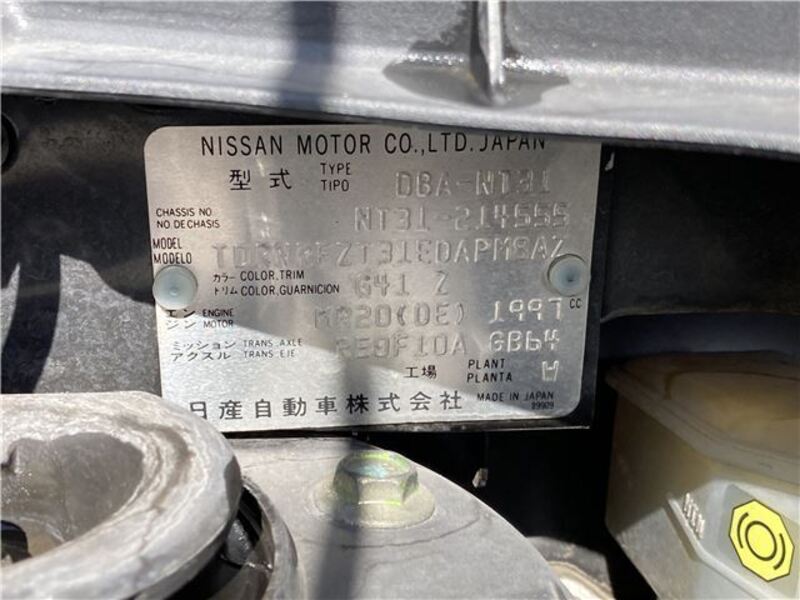 NISSAN MOTOR CO.,LTD.JAPAN
型式 TYPE TIPO DBA-NT31
CHASSIS NO. NO.DE CHASIS NT31-214555
MODEL MODELO
カラー COLOR,TRIM トリム COLOR,GUARNICION G41 Z
エンジン ENGINE MOTOR MR20(DE) 1997 CC
ミッション TRANS.AXLE アクスル TRANS.EJE RE0F10A GB64
工場 PLANT PLANTA W
日産自動車株式会社 MADE IN JAPAN